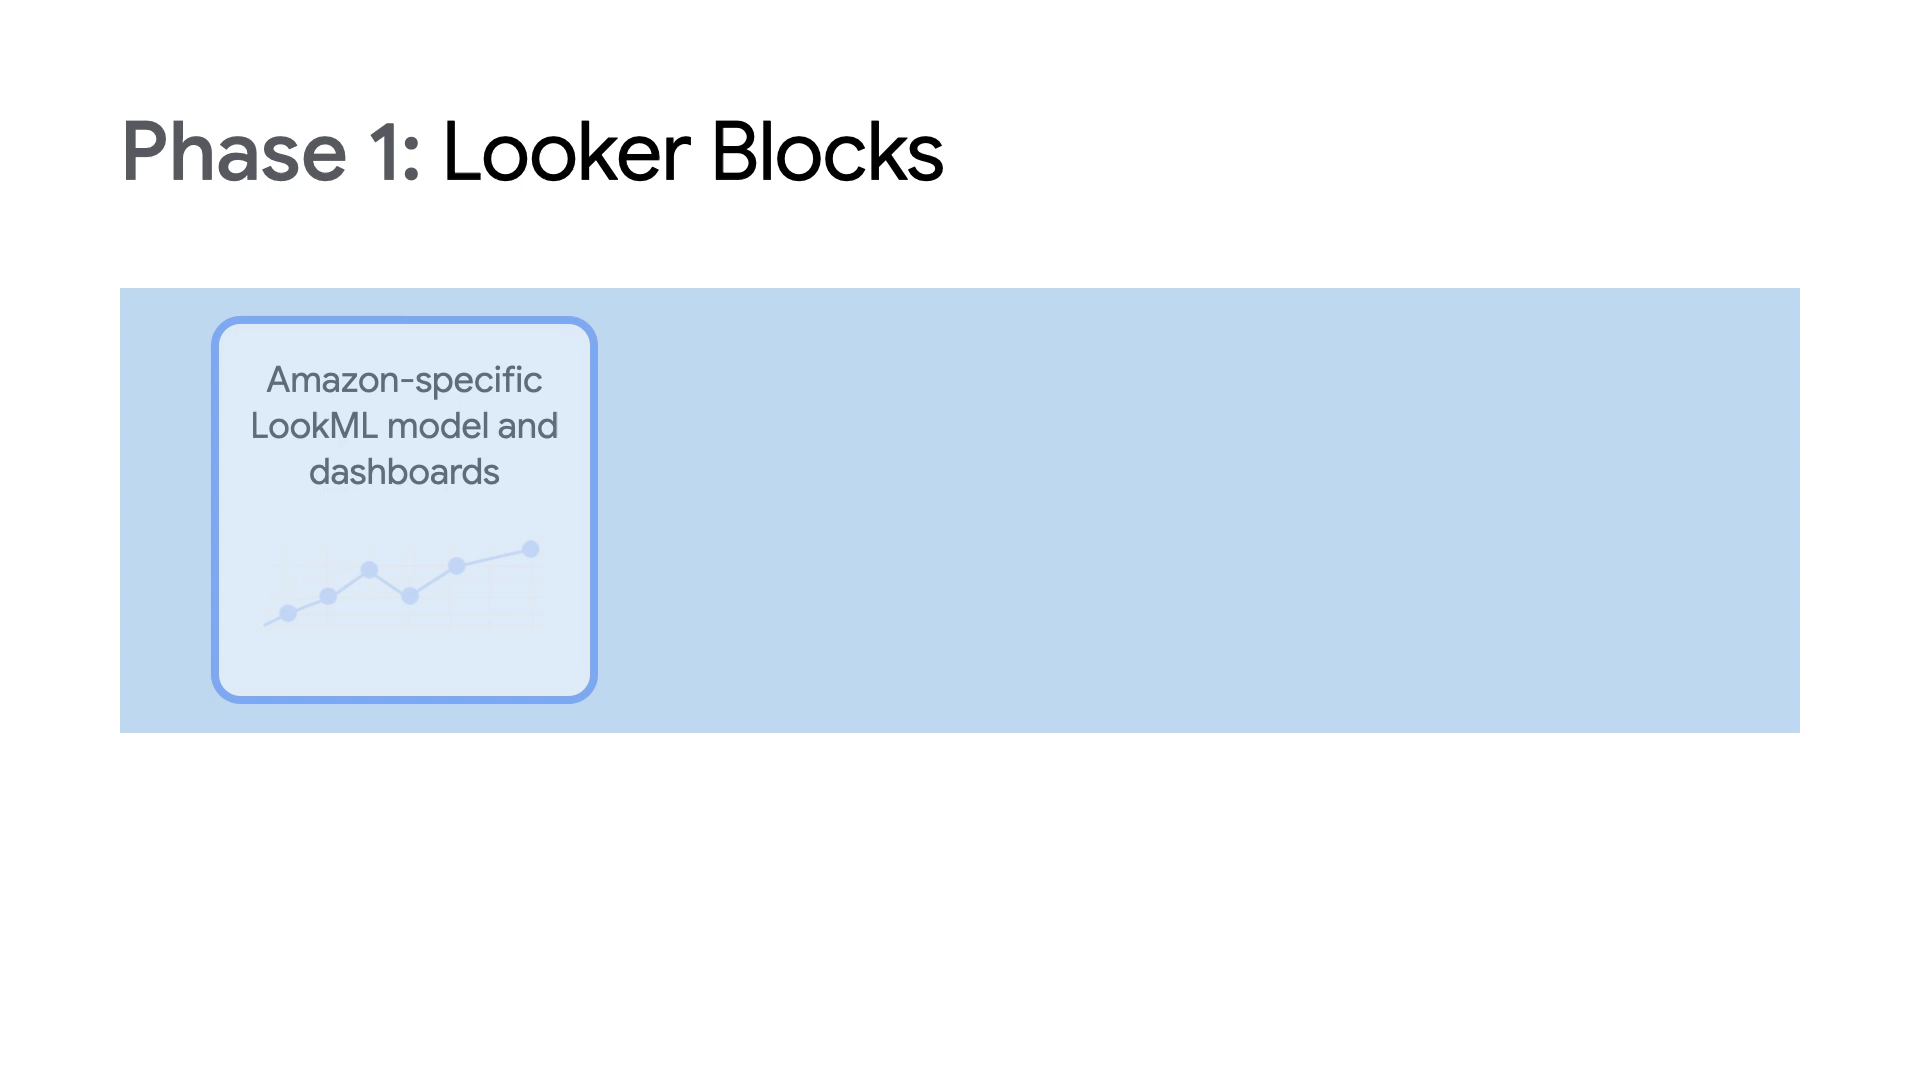 Phase 1: Looker Blocks
Amazon-specific
LookML model and
dashboards